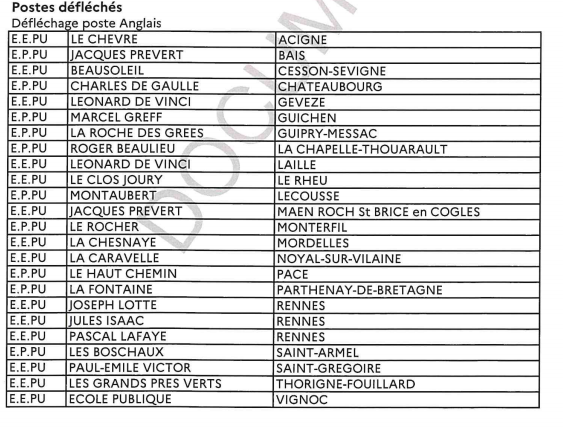 Postes défléchés
Défléchage poste Anglais
E.E.PU LE CHEVRE ACIGNE
E.P.PU JACQUES PREVERT BAIS
E.E.PU BEAUSOLEIL CESSON-SEVIGNE
E.P.PU CHARLES DE GAULLE CHATEAUBOURG
E.E.PU LEONARD DE VINCI GEVEZE
E.P.PU MARCEL GREFF GUICHEN
E.P.PU LA ROCHE DES GREES GUIPRY-MESSAC
E.P.PU ROGER BEAULIEU LA CHAPELLE-THOUARAULT
E.E.PU LEONARD DE VINCI LAILLE
E.P.PU LE CLOS JOURY LE RHEU
E.P.PU MONTAUBERT LECOUSSE
E.E.PU JACQUES PREVERT MAEN ROCH St BRICE en COGLES
E.P.PU LE ROCHER MONTERFIL
E.E.PU LA CHESNAYE MORDELLES
E.E.PU LA CARAVELLE NOYAL-SUR-VILAINE
E.P.PU LE HAUT CHEMIN PACE
E.P.PU LA FONTAINE PARTHENAY-DE-BRETAGNE
E.E.PU JOSEPH LOTTE RENNES
E.E.PU JULES ISAAC RENNES
E.E.PU PASCAL LAFAYE RENNES
E.P.PU LES BOSCHAUX SAINT-ARMEL
E.E.PU PAUL-EMILE VICTOR SAINT-GREGOIRE
E.E.PU LES GRANDS PRES VERTS THORIGNE-FOUILLARD
E.E.PU ECOLE PUBLIQUE VIGNOC
DOCUM